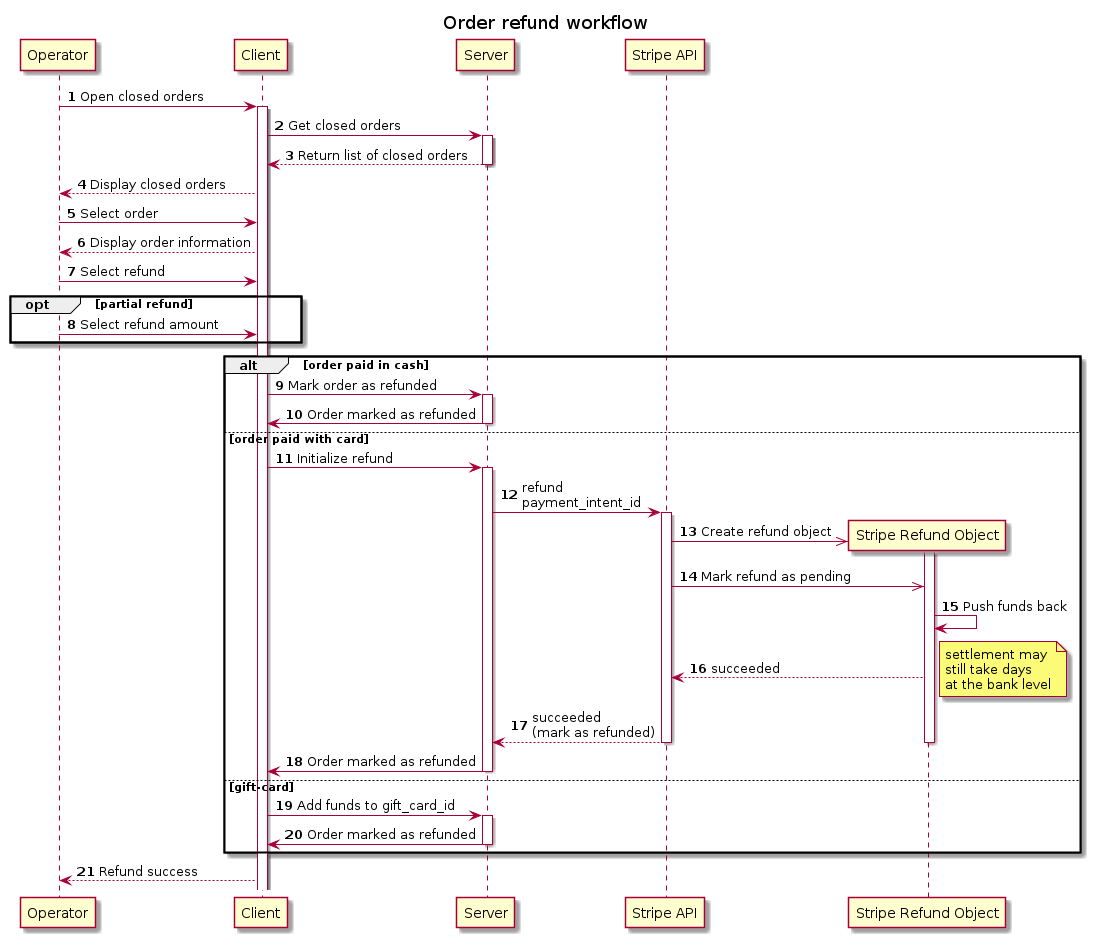 Order refund workflow
Operator
Client
Server
Stripe API
1 Open closed orders
2 Get closed orders
3 Return list of closed orders
4 Display closed orders
5 Select order
6 Display order information
7 Select refund
opt
[partial refund]
8 Select refund amount
alt
[order paid in cash]
9 Mark order as refunded
10 Order marked as refunded
[order paid with card]
11 Initialize refund
12 refund
payment_intent_id
13 Create refund object
Stripe Refund Object
14 Mark refund as pending
15 Push funds back
settlement may
still take days
at the bank level
16 succeeded
17 succeeded
(mark as refunded)
18 Order marked as refunded
[gift-card]
19 Add funds to gift_card_id
20 Order marked as refunded
21 Refund success
Operator
Client
Server
Stripe API
Stripe Refund Object